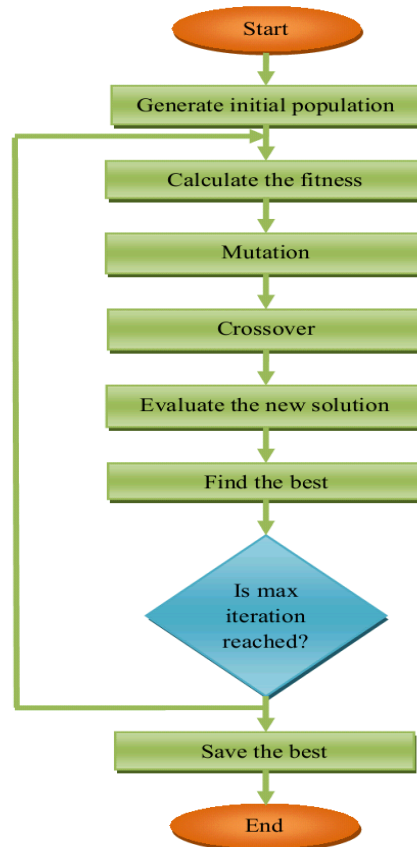 Start
Generate initial population
Calculate the fitness
Mutation
Crossover
Evaluate the new solution
Find the best
Is max
iteration
reached?
Save the best
End